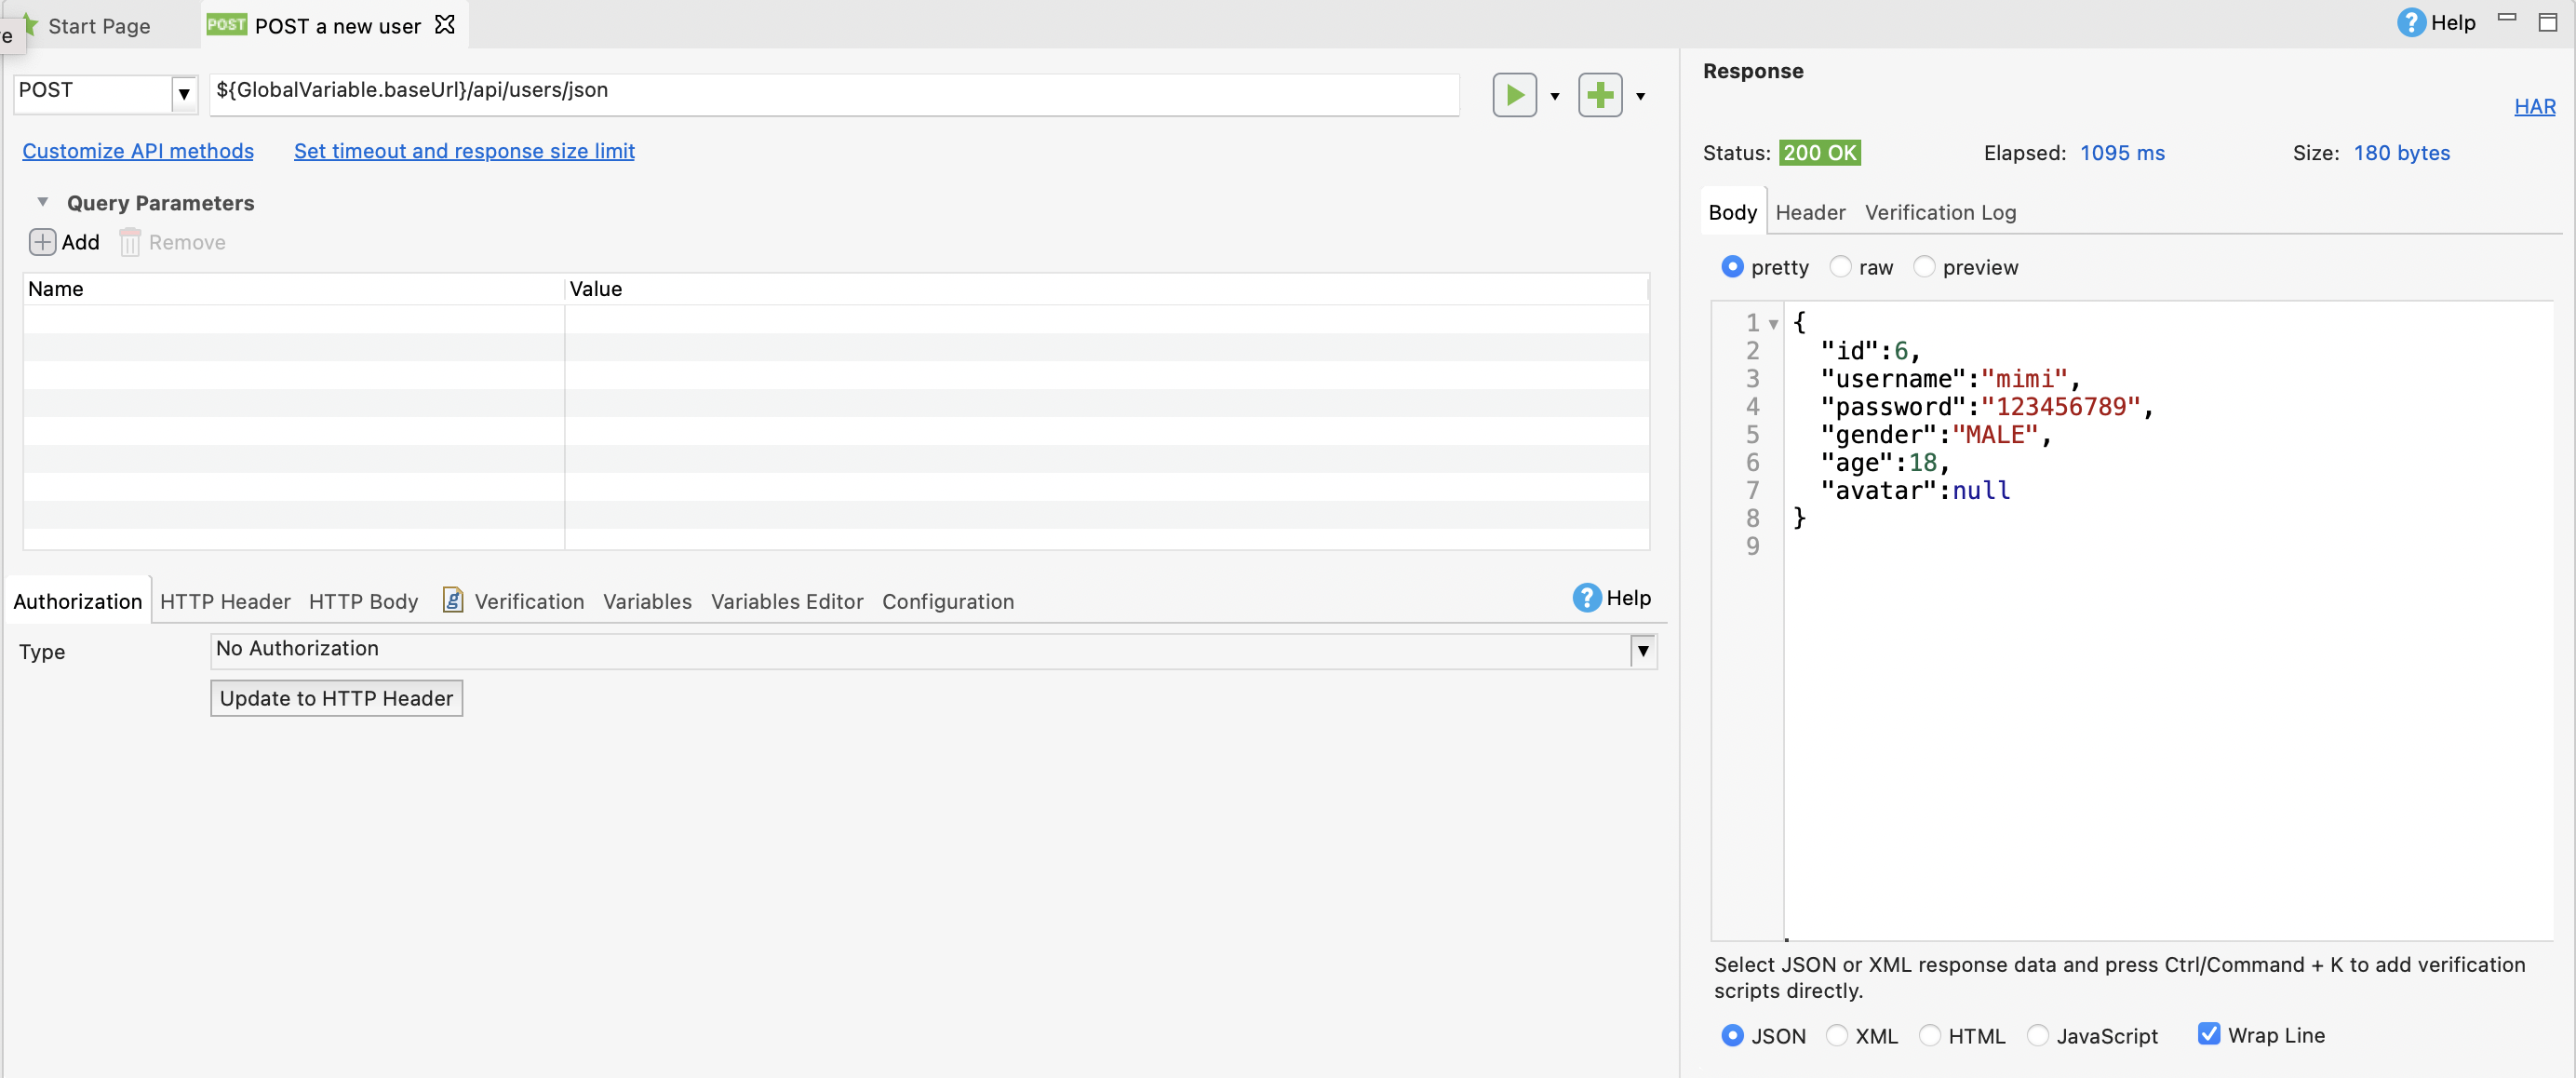 e
Start Page
POST POST a new user
Help
POST
${GlobalVariable.baseUrl}/api/users/json
Customize API methods Set timeout and response size limit
Query Parameters
Add Remove
Name Value
Authorization HTTP Header HTTP Body g Verification Variables Variables Editor Configuration
? Help
Type No Authorization
Update to HTTP Header
Response
HAR
Status: 200 OK Elapsed: 1095 ms Size: 180 bytes
Body Header Verification Log
pretty raw preview
1 {
2 "id":6,
3 "username":"mimi",
4 "password":"123456789",
5 "gender":"MALE",
6 "age":18,
7 "avatar":null
8 }
9
Select JSON or XML response data and press Ctrl/Command + K to add verification
scripts directly.
JSON XML HTML JavaScript Wrap Line